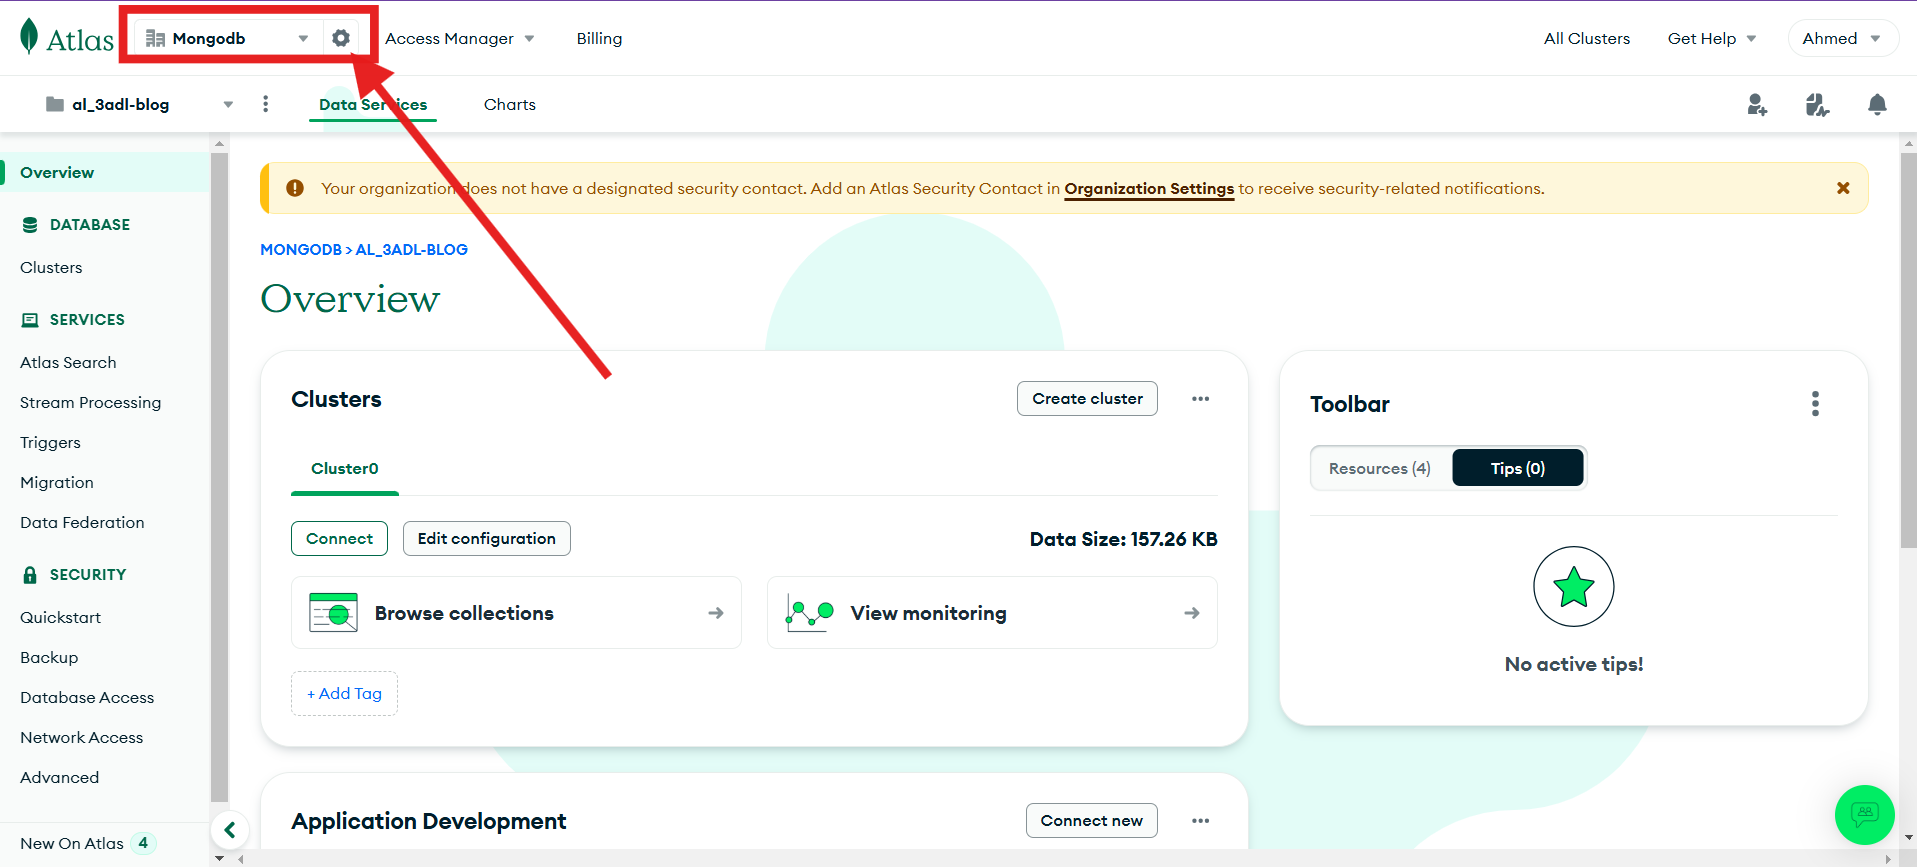 Atlas
Mongodb
Access Manager
Billing
All Clusters
Get Help
Ahmed
al_3adl-blog
Data Services
Charts
Overview
DATABASE
Clusters
SERVICES
Atlas Search
Stream Processing
Triggers
Migration
Data Federation
SECURITY
Quickstart
Backup
Database Access
Network Access
Advanced
New On Atlas 4
Your organization does not have a designated security contact. Add an Atlas Security Contact in Organization Settings to receive security-related notifications.
MONGODB > AL_3ADL-BLOG
Overview
Clusters
Create cluster
Cluster0
Connect
Edit configuration
Data Size: 157.26 KB
Browse collections
View monitoring
+ Add Tag
Application Development
Connect new
Toolbar
Resources (4)
Tips (0)
No active tips!